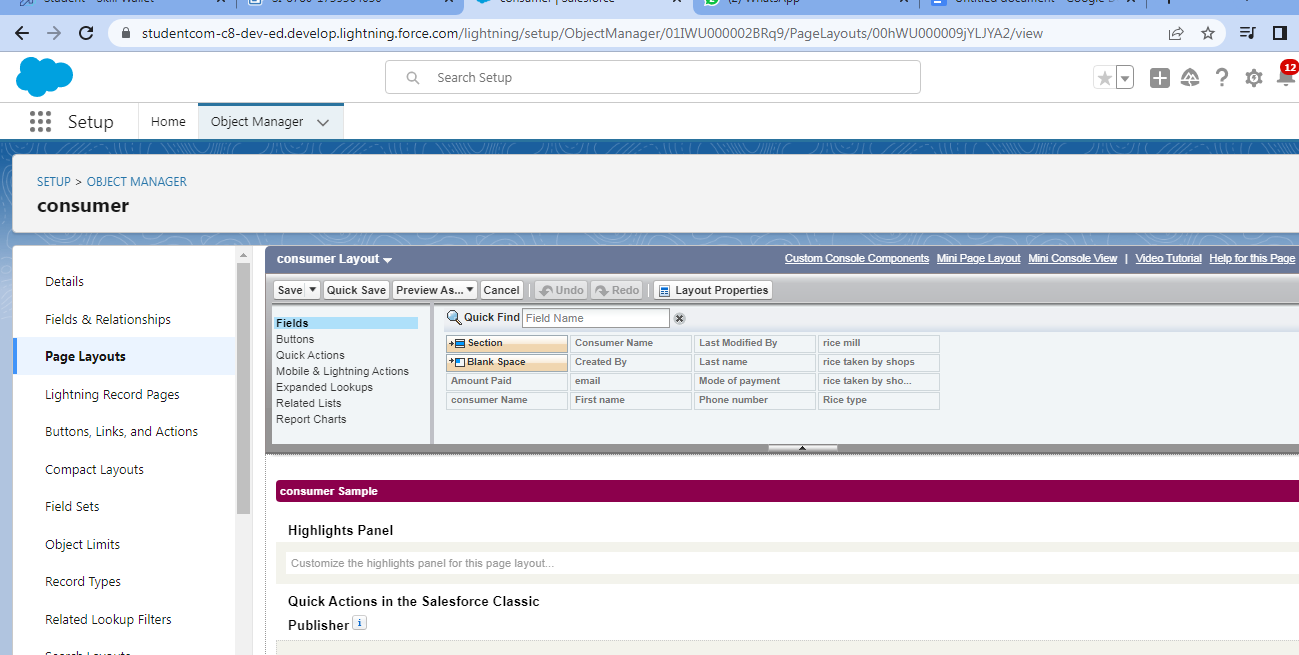 Student - Skill Wallet
(2) WhatsApp
studentcom-c8-dev-ed.develop.lightning.force.com/lightning/setup/ObjectManager/01IWU000002BRq9/PageLayouts/00hWU000009jYLJYA2/view
Search Setup
12
Setup
Home
Object Manager
SETUP > OBJECT MANAGER
consumer
Details
Fields & Relationships
Page Layouts
Lightning Record Pages
Buttons, Links, and Actions
Compact Layouts
Field Sets
Object Limits
Record Types
Related Lookup Filters
Search Layouts
consumer Layout
Custom Console Components Mini Page Layout Mini Console View | Video Tutorial Help for this Page
Save Quick Save Preview As... Cancel Undo Redo Layout Properties
Fields
Buttons
Quick Actions
Mobile & Lightning Actions
Expanded Lookups
Related Lists
Report Charts
Quick Find Field Name
Section Consumer Name Last Modified By rice mill
Blank Space Created By Last name rice taken by shops
Amount Paid email Mode of payment rice taken by sho...
consumer Name First name Phone number Rice type
consumer Sample
Highlights Panel
Customize the highlights panel for this page layout...
Quick Actions in the Salesforce Classic
Publisher i